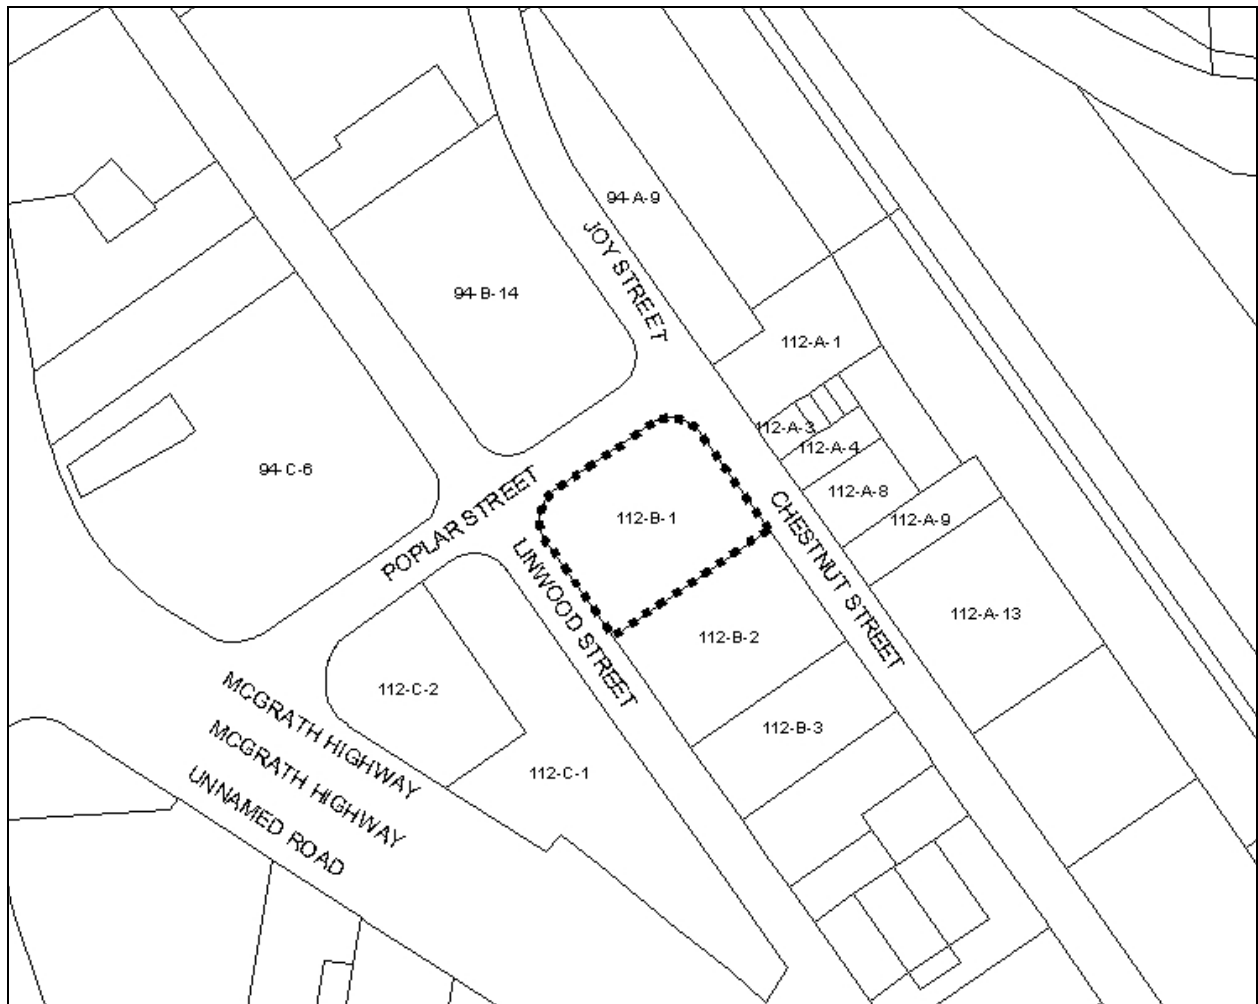 94-A-9
JOY STREET
94-B-14
112-A-1
112-A-3
112-A-4
94-C-6
112-A-8
POPLAR STREET
112-B-1
112-A-9
LINWOOD STREET
CHESTNUT STREET
112-A-13
112-B-2
112-C-2
MCGRATH HIGHWAY
112-B-3
MCGRATH HIGHWAY
112-C-1
UNNAMED ROAD